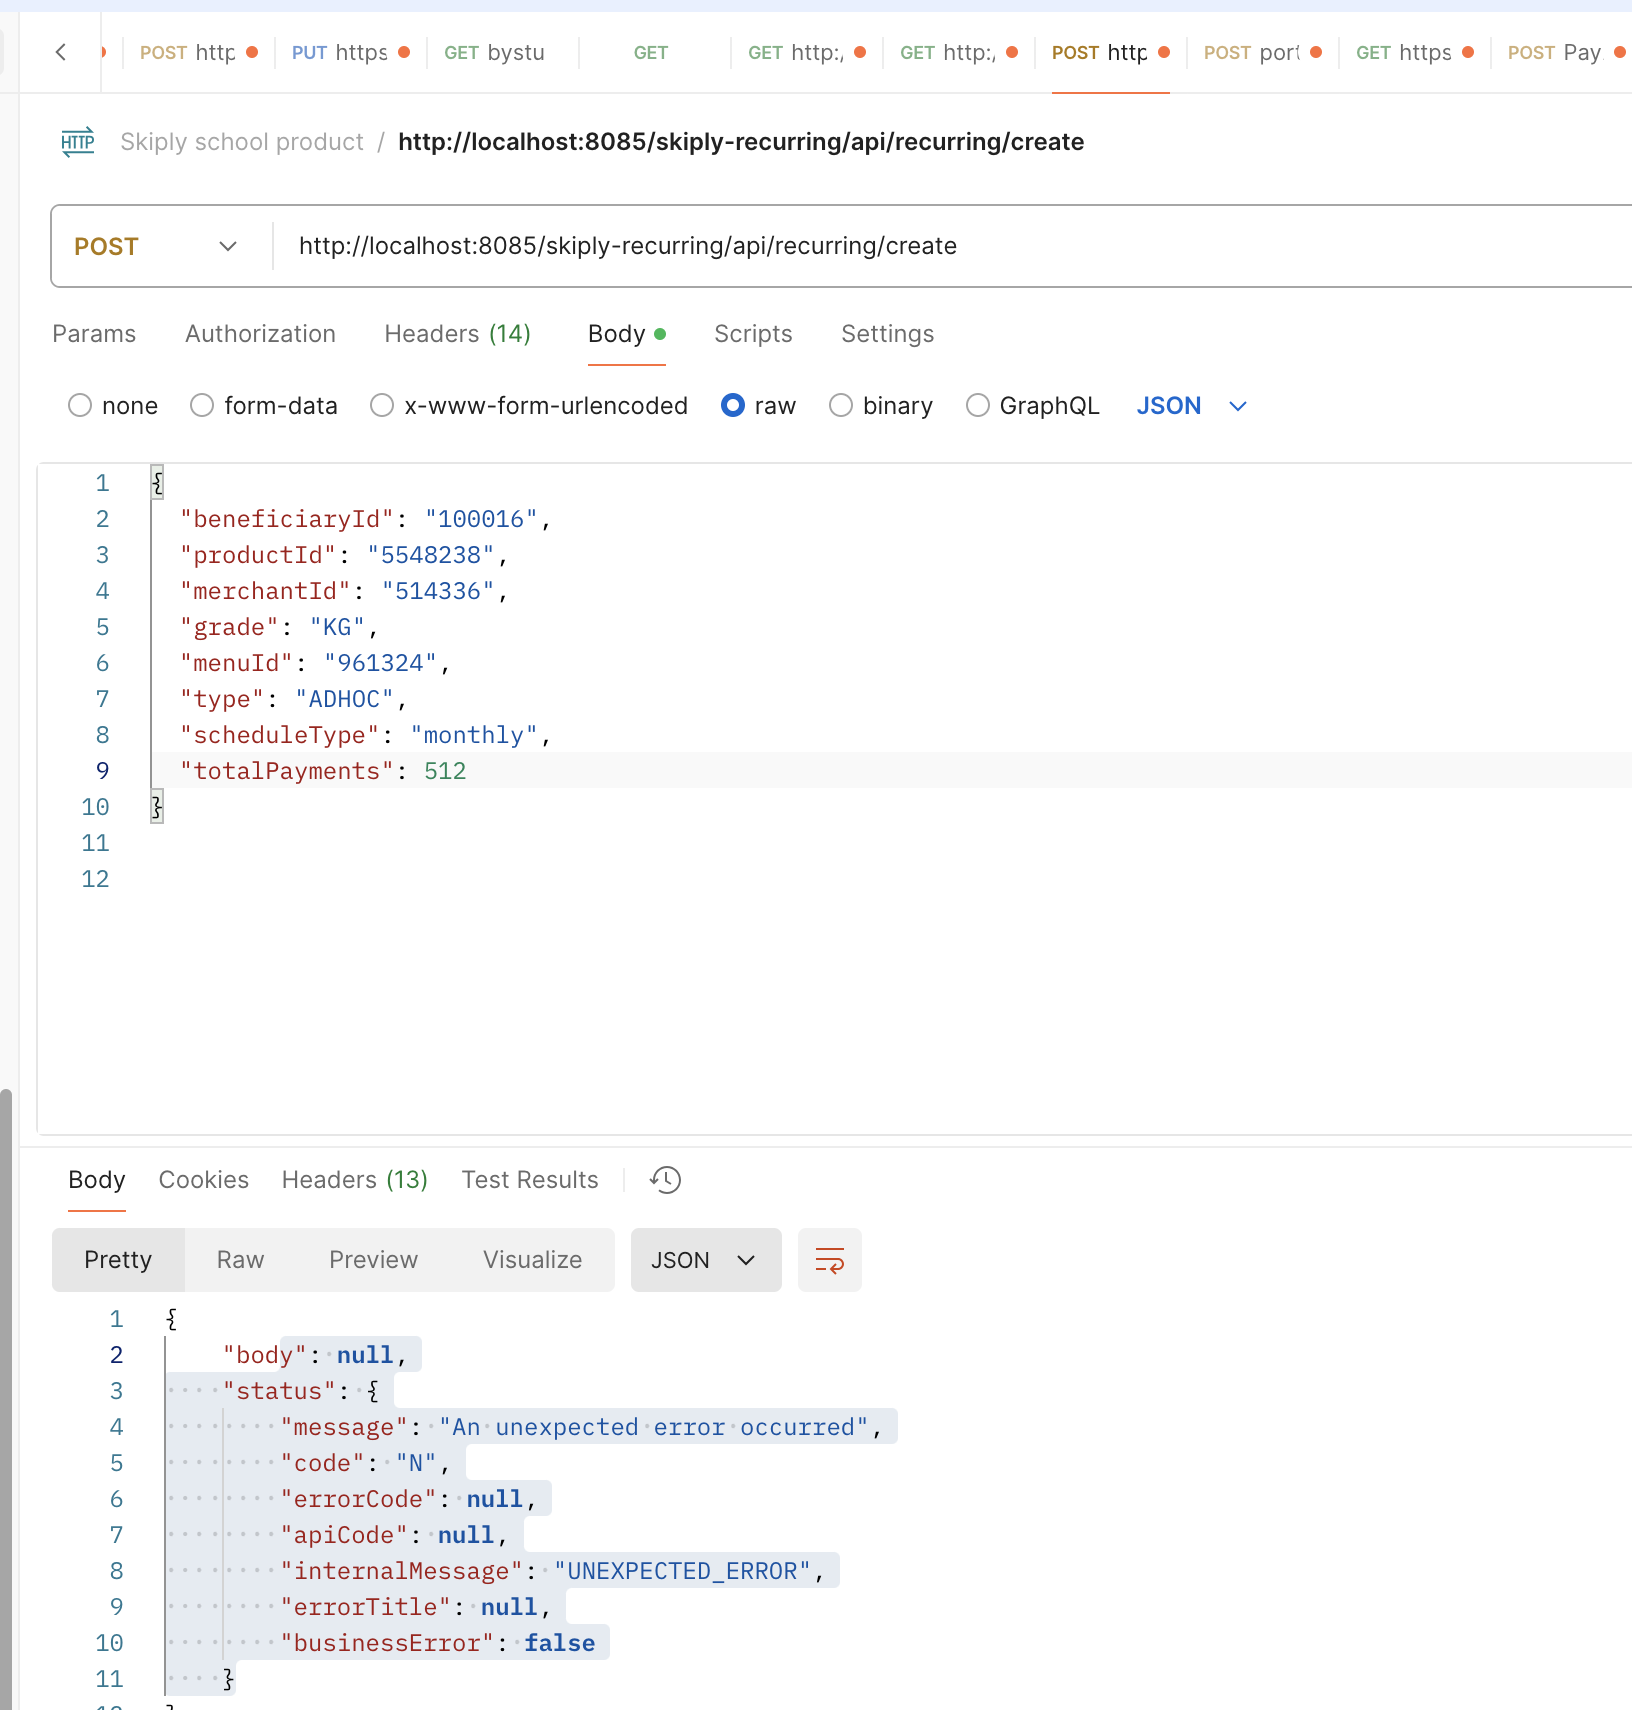 POST http PUT https GET bystu GET GET http:/ GET http:/ POST http POST port GET https POST Pay
HTTP Skiply school product / http://localhost:8085/skiply-recurring/api/recurring/create
POST http://localhost:8085/skiply-recurring/api/recurring/create
Params Authorization Headers (14) Body Scripts Settings
none form-data x-www-form-urlencoded raw binary GraphQL JSON
1 {
2 "beneficiaryId": "100016",
3 "productId": "5548238",
4 "merchantId": "514336",
5 "grade": "KG",
6 "menuId": "961324",
7 "type": "ADHOC",
8 "scheduleType": "monthly",
9 "totalPayments": 512
10 }
11
12
Body Cookies Headers (13) Test Results
Pretty Raw Preview Visualize JSON
1 {
2 "body": null,
3 "status": {
4 "message": "An unexpected error occurred",
5 "code": "N",
6 "errorCode": null,
7 "apiCode": null,
8 "internalMessage": "UNEXPECTED_ERROR",
9 "errorTitle": null,
10 "businessError": false
11 }